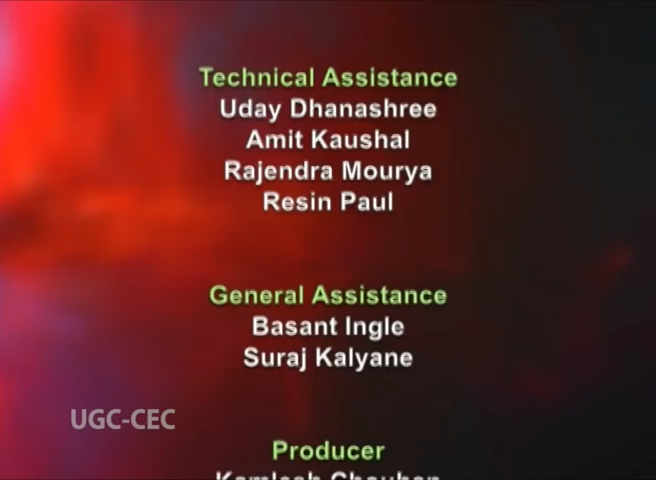 Technical Assistance
Uday Dhanashree
Amit Kaushal
Rajendra Mourya
Resin Paul
General Assistance
Basant Ingle
Suraj Kalyane
UGC-CEC
Producer